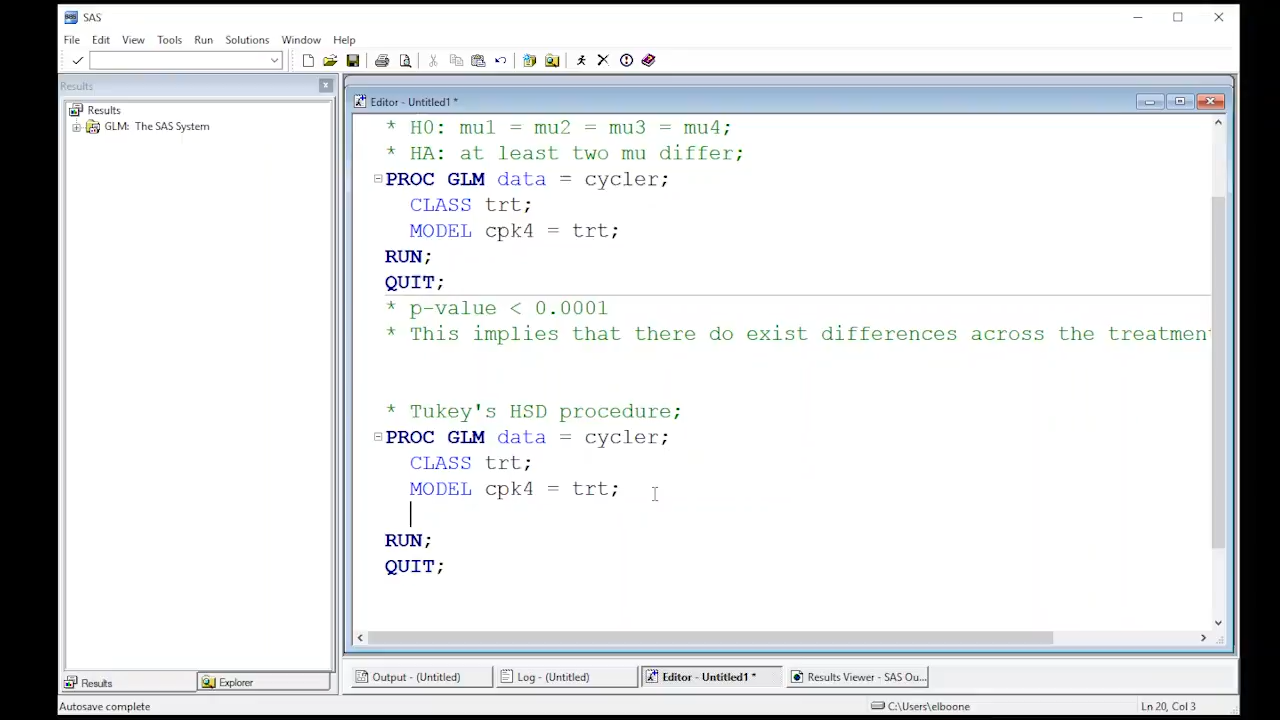 SAS
File Edit View Tools Run Solutions Window Help
Results
Editor - Untitled1 *
Results
GLM: The SAS System
* H0: mu1 = mu2 = mu3 = mu4;
* HA: at least two mu differ;
PROC GLM data = cycler;
CLASS trt;
MODEL cpk4 = trt;
RUN;
QUIT;
* p-value < 0.0001
* This implies that there do exist differences across the treatmen
* Tukey's HSD procedure;
PROC GLM data = cycler;
CLASS trt;
MODEL cpk4 = trt;
RUN;
QUIT;
Results Explorer
Output - (Untitled) Log - (Untitled) Editor - Untitled1 * Results Viewer - SAS Ou...
Autosave complete C:\Users\elboone Ln 20, Col 3